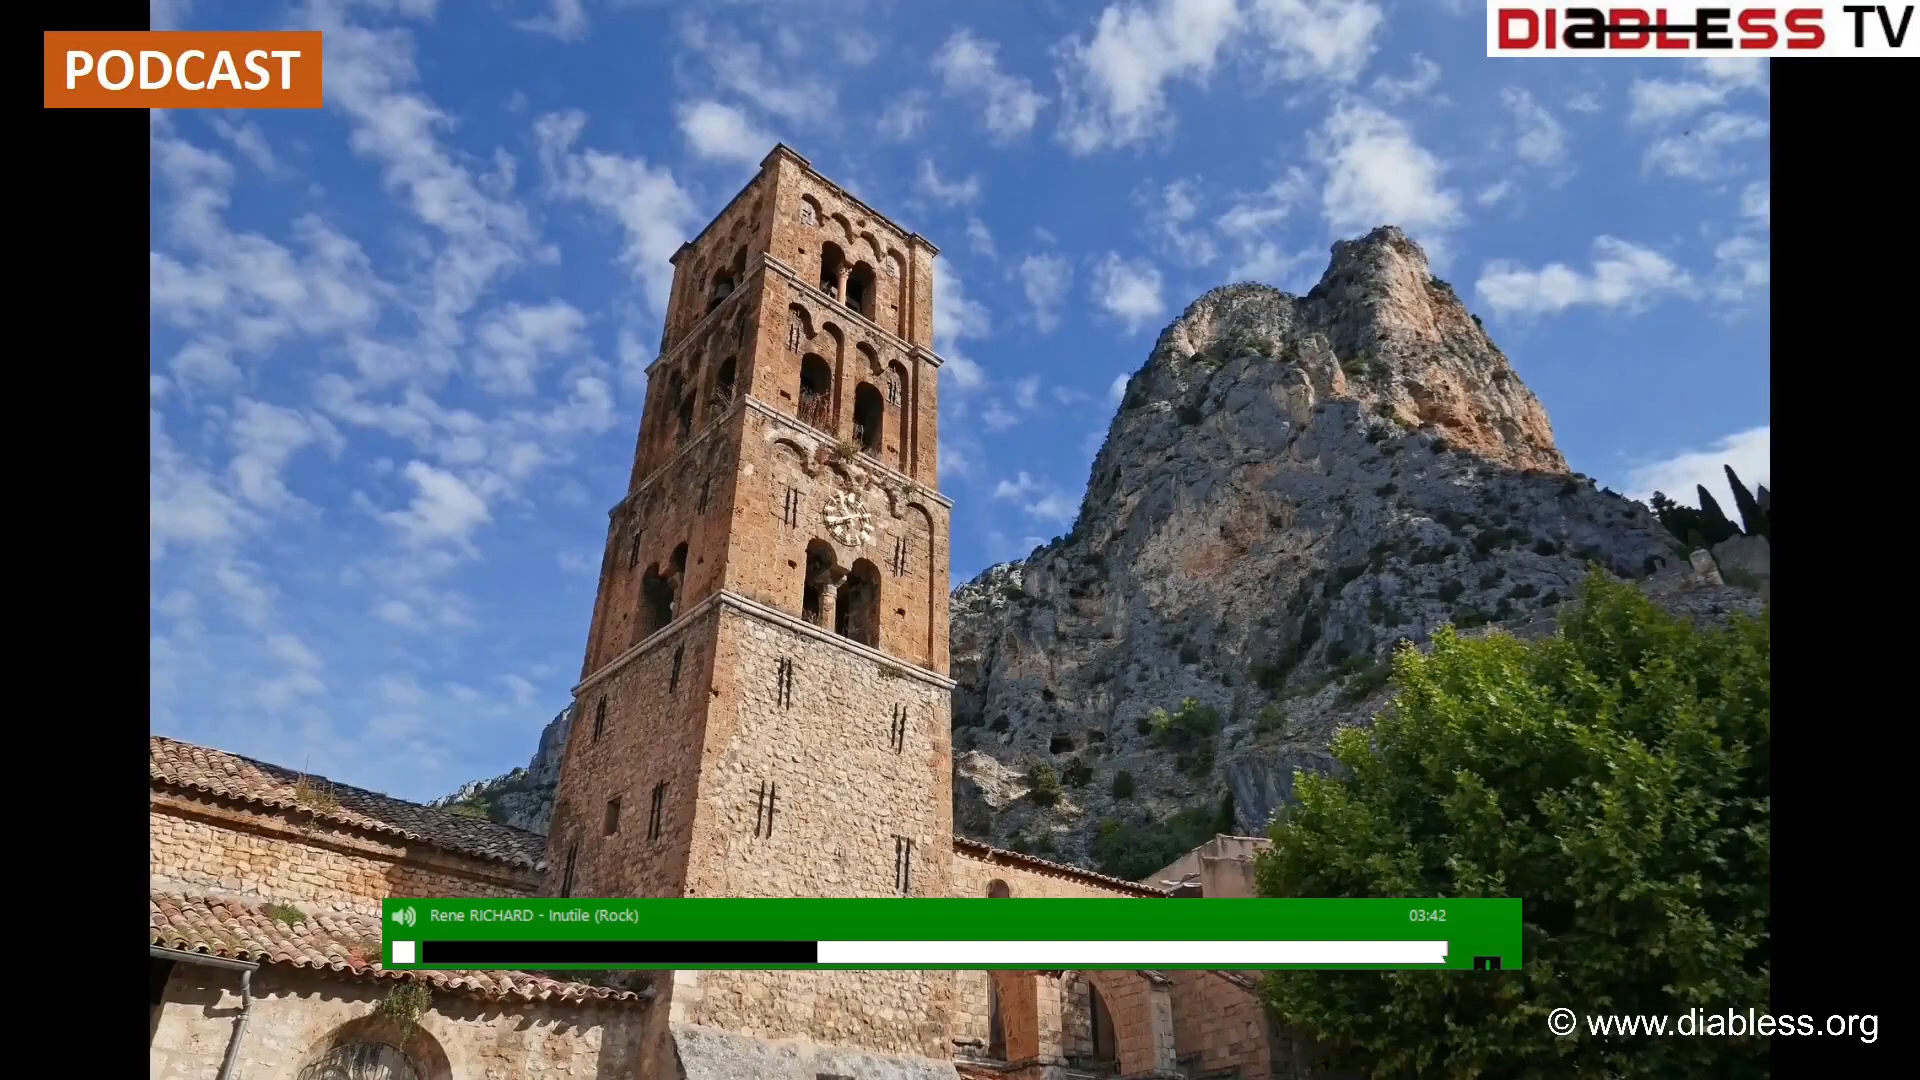 PODCAST
DIaBLESS TV
Rene RICHARD - Inutile (Rock)
03:42
© www.diabless.org